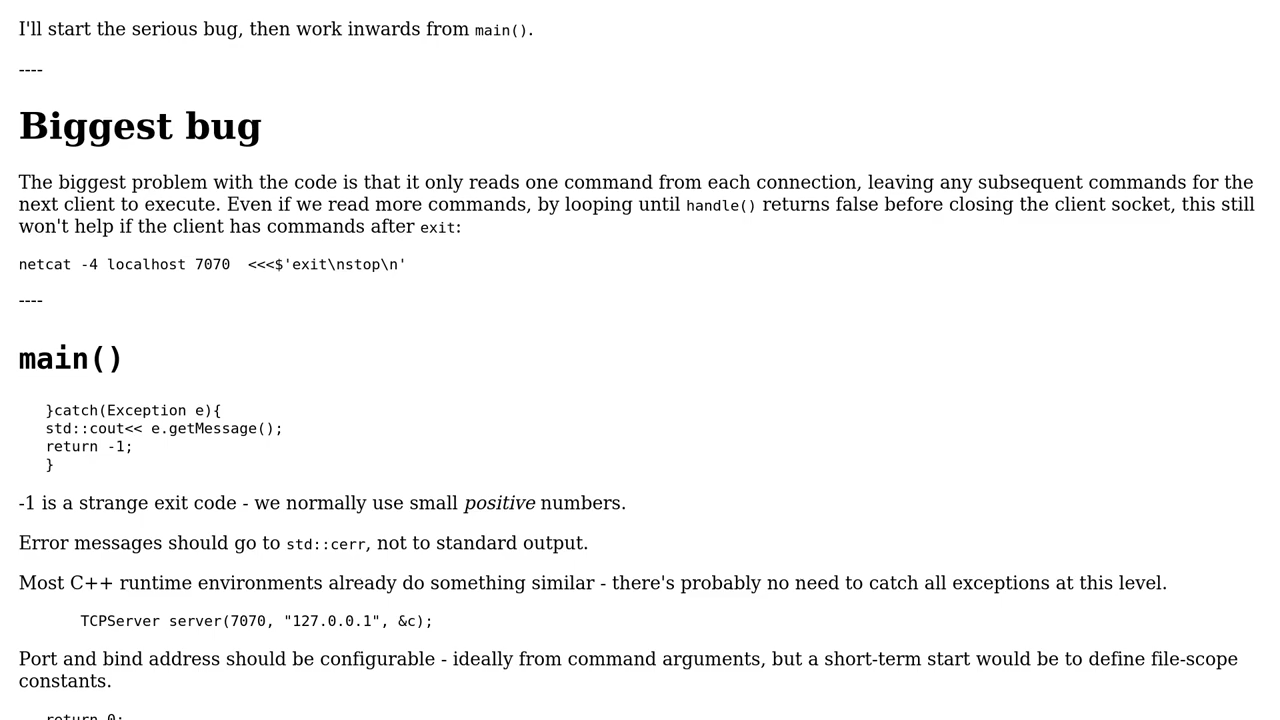 I'll start the serious bug, then work inwards from main().
----
Biggest bug
The biggest problem with the code is that it only reads one command from each connection, leaving any subsequent commands for the
next client to execute. Even if we read more commands, by looping until handle() returns false before closing the client socket, this still
won't help if the client has commands after exit:
netcat -4 localhost 7070  <<<$'exit\nstop\n'
----
main()
   }catch(Exception e){
   std::cout<< e.getMessage();
   return -1;
   }
-1 is a strange exit code - we normally use small positive numbers.
Error messages should go to std::cerr, not to standard output.
Most C++ runtime environments already do something similar - there's probably no need to catch all exceptions at this level.
       TCPServer server(7070, "127.0.0.1", &c);
Port and bind address should be configurable - ideally from command arguments, but a short-term start would be to define file-scope
constants.
   return 0;